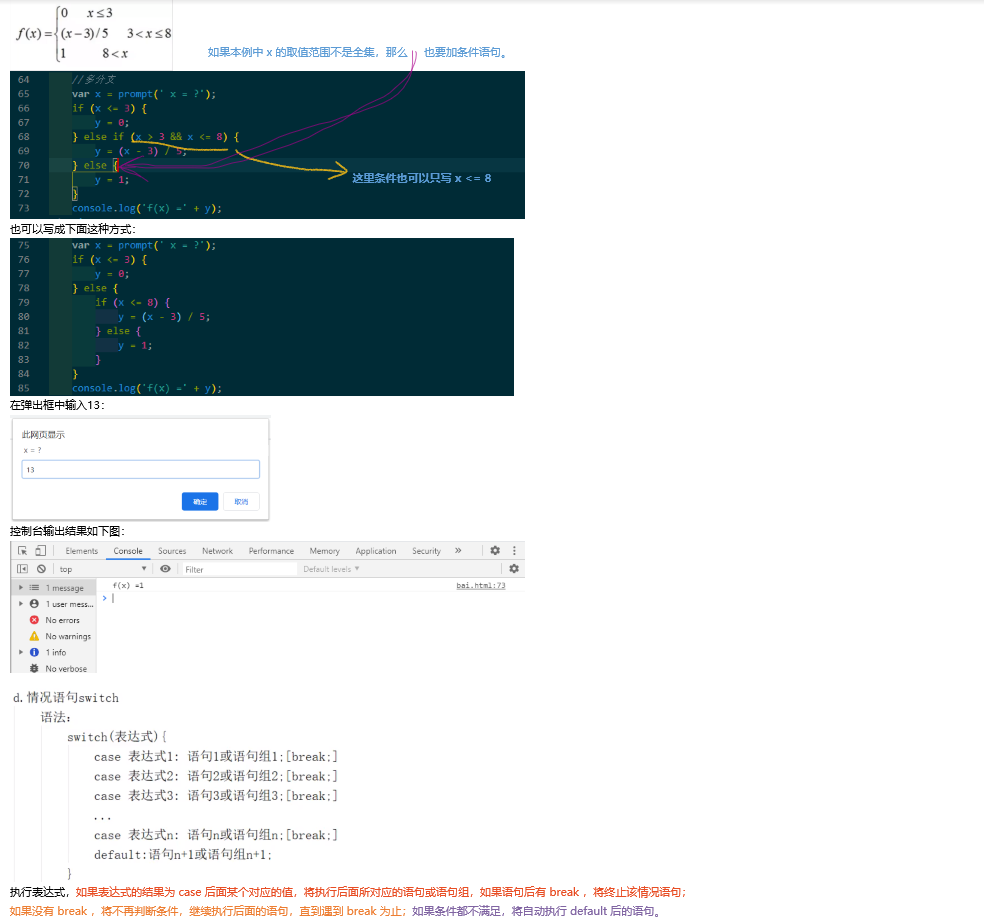 f(x)={0 x≤3
(x−3)/5 3<x≤8
1 8<x
如果本例中 x 的取值范围不是全集，那么 也要加条件语句。
64 //多分支
65 var x = prompt(' x = ?');
66 if (x <= 3) {
67 y = 0;
68 } else if (x > 3 && x <= 8) {
69 y = (x - 3) / 5;
70 } else {
71 y = 1;
72 }
73 console.log('f(x) =' + y);
这里条件也可以只写 x <= 8
也可以写成下面这种方式：
75 var x = prompt(' x = ?');
76 if (x <= 3) {
77 y = 0;
78 } else {
79 if (x <= 8) {
80 y = (x - 3) / 5;
81 } else {
82 y = 1;
83 }
84 }
85 console.log('f(x) =' + y);
在弹出框中输入13：
此网页显示
x = ?
13
确定 取消
控制台输出结果如下图：
Elements Console Sources Network Performance Memory Application Security »
top Filter Default levels ▼
1 message
f(x) =1 bai.html:73
1 user mess...
>
No errors
No warnings
1 info
No verbose
d.情况语句switch
语法：
switch(表达式){
case 表达式1: 语句1或语句组1;[break;]
case 表达式2: 语句2或语句组2;[break;]
case 表达式3: 语句3或语句组3;[break;]
...
case 表达式n: 语句n或语句组n;[break;]
default:语句n+1或语句组n+1;
}
执行表达式，如果表达式的结果为 case 后面某个对应的值，将执行后面所对应的语句或语句组，如果语句后有 break ，将终止该情况语句；
如果没有 break ，将不再判断条件，继续执行后面的语句，直到遇到 break 为止；如果条件都不满足，将自动执行 default 后的语句。